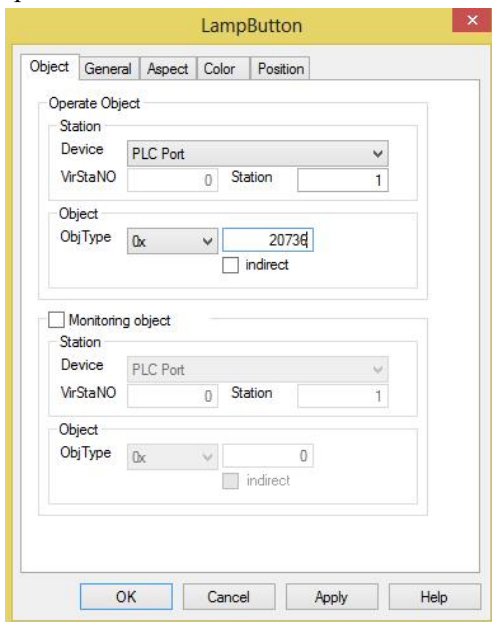 LampButton
Object General Aspect Color Position
Operate Object
Station
Device PLC Port
VirStaNO 0 Station 1
Object
ObjType 0x 20736
indirect
Monitoring object
Station
Device PLC Port
VirStaNO 0 Station 1
Object
ObjType 0x 0
indirect
OK Cancel Apply Help